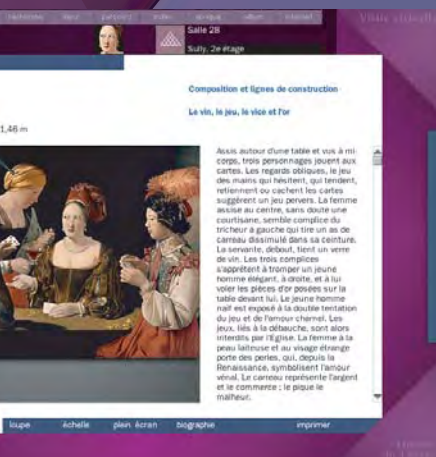 Salle 28
Sully, 2e étage
Composition et lignes de construction
Le vin, le jeu, le vice et l'or
1,46 m
Assis autour d'une table et vus à mi-
corps, trois personnages jouent aux
cartes. Les regards obliques, le jeu
des mains qui hésitent, qui tendent,
retiennent ou cachent les cartes
suggèrent un jeu pervers. La femme
assise au centre, sans doute une
courtisane, semble complice du
tricheur à gauche qui tire un as de
carreau dissimulé dans sa ceinture.
La servante, debout, tient un verre
de vin. Les trois complices
s'apprêtent à tromper un jeune
homme élégant, à droite, et à lui
voler les pièces d'or posées sur la
table devant lui. Le jeune homme
naïf est exposé à la double tentation
du jeu et de l'amour charnel. Les
jeux, liés à la débauche, sont alors
interdits par l'Eglise. La femme à la
peau laiteuse et au visage étrange
porte des perles, qui, depuis la
Renaissance, symbolisent l'amour
vénal. Le carreau représente l'argent
et le commerce ; le pique le
malheur.
loupe échelle plein écran biographie imprimer